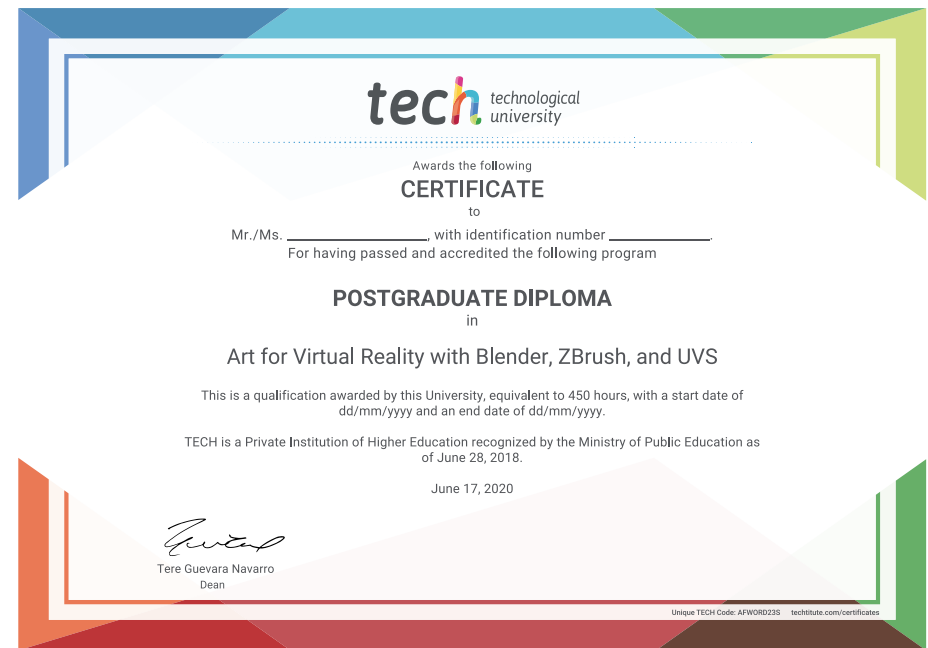 tech technological
university
Awards the following
CERTIFICATE
to
Mr./Ms. ____________________, with identification number ______________.
For having passed and accredited the following program
POSTGRADUATE DIPLOMA
in
Art for Virtual Reality with Blender, ZBrush, and UVS
This is a qualification awarded by this University, equivalent to 450 hours, with a start date of
dd/mm/yyyy and an end date of dd/mm/yyyy.
TECH is a Private Institution of Higher Education recognized by the Ministry of Public Education as
of June 28, 2018.
June 17, 2020
Tere Guevara Navarro
Dean
Unique TECH Code: AFWORD23S techtitute.com/certificates